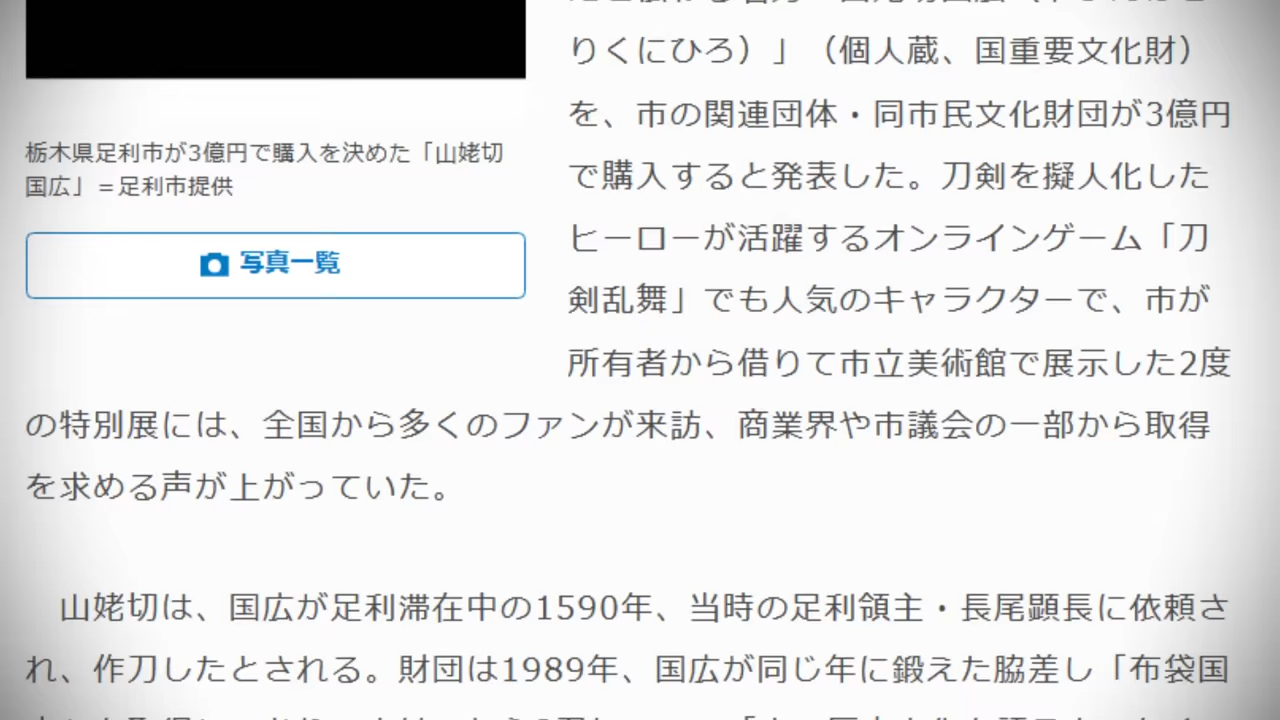 りくにひろ）」（個人蔵、国重要文化財）
を、市の関連団体・同市民文化財団が3億円
で購入すると発表した。刀剣を擬人化した
ヒーローが活躍するオンラインゲーム「刀
剣乱舞」でも人気のキャラクターで、市が
所有者から借りて市立美術館で展示した2度
の特別展には、全国から多くのファンが来訪、商業界や市議会の一部から取得
を求める声が上がっていた。
栃木県足利市が3億円で購入を決めた「山姥切
国広」＝足利市提供
写真一覧
山姥切は、国広が足利滞在中の1590年、当時の足利領主・長尾顕長に依頼さ
れ、作刀したとされる。財団は1989年、国広が同じ年に鍛えた脇差し「布袋国